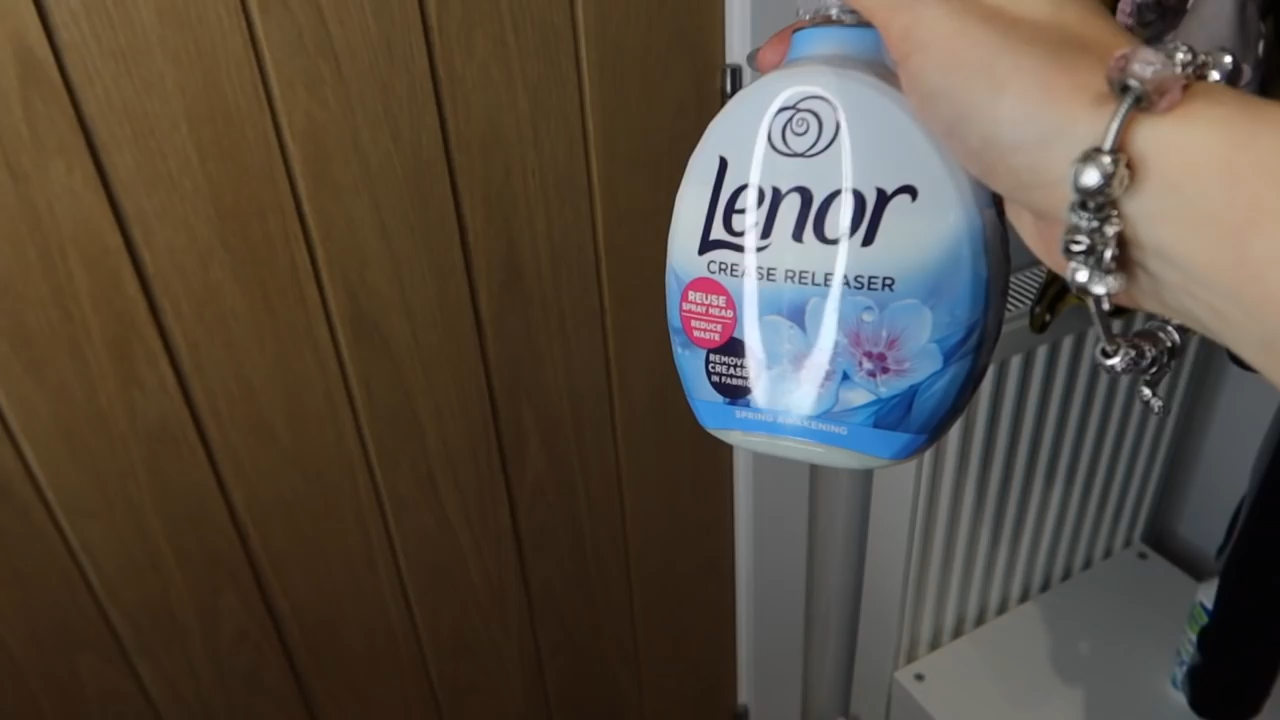 Lenor
CREASE RELEASER
REUSE
SPRAY HEAD
REDUCE
WASTE
REMOVE
CREASE
IN FABRIC
SPRING AWAKENING